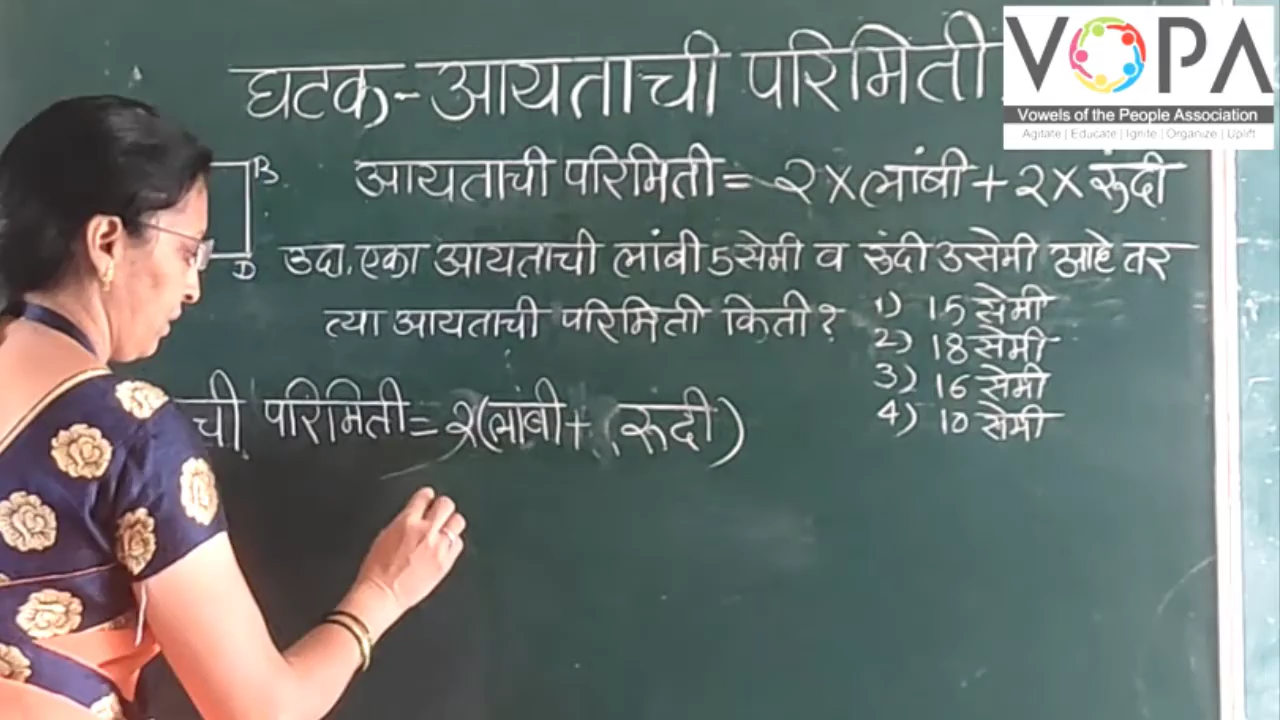 घटक-आयताची परिमिती
VOPA
Vowels of the People Association
Agitate | Educate | Ignite | Organize | Uplift
B
D
आयताची परिमिती = २ X लांबी + २ X रुंदी
उदा. एका आयताची लांबी 5 सेमी व रुंदी 3 सेमी आहे तर
त्या आयताची परिमिती किती?
1) 15 सेमी
2) 18 सेमी
3) 16 सेमी
4) 10 सेमी
ची परिमिती = २(लांबी + (रुंदी)